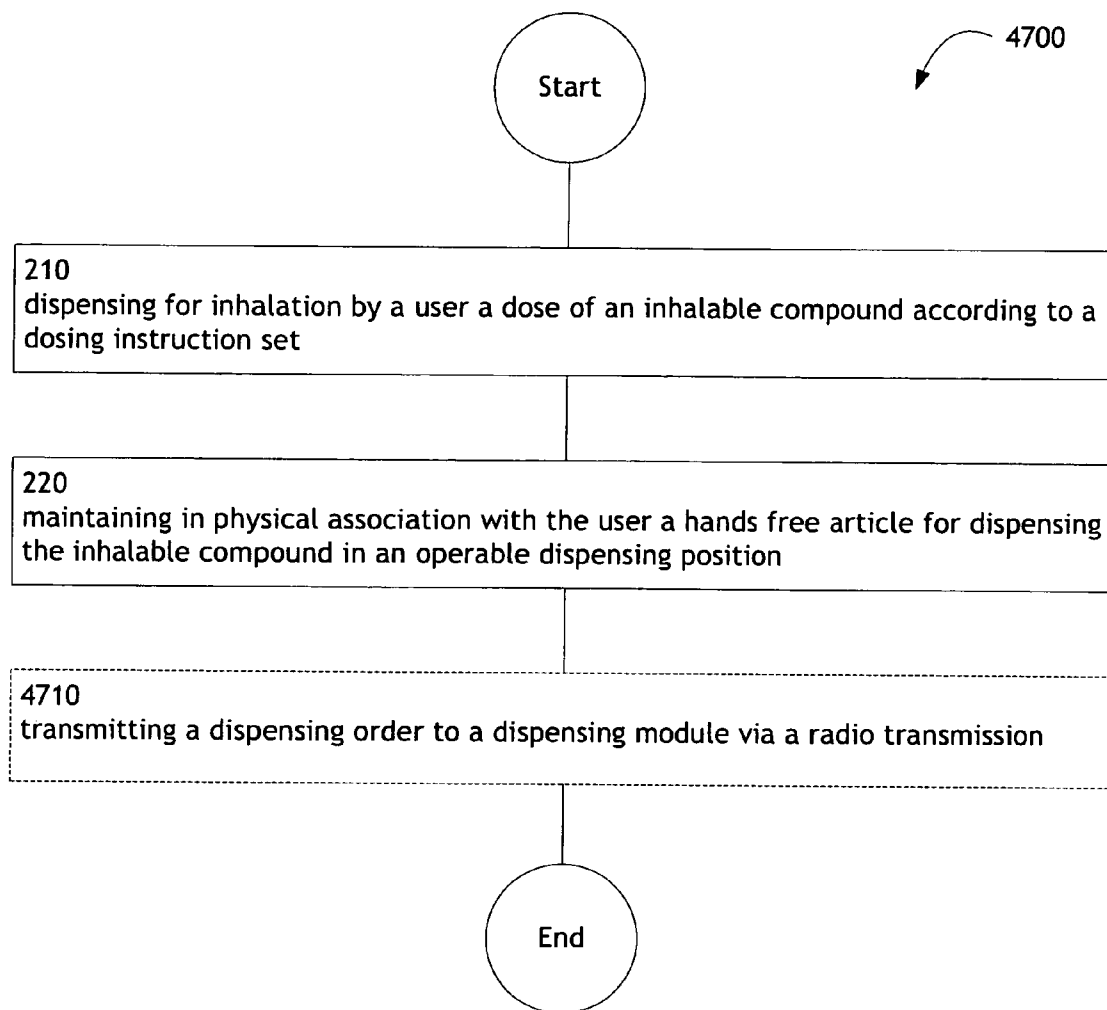 4700
Start
210
dispensing for inhalation by a user a dose of an inhalable compound according to a
dosing instruction set
220
maintaining in physical association with the user a hands free article for dispensing
the inhalable compound in an operable dispensing position
4710
transmitting a dispensing order to a dispensing module via a radio transmission
End